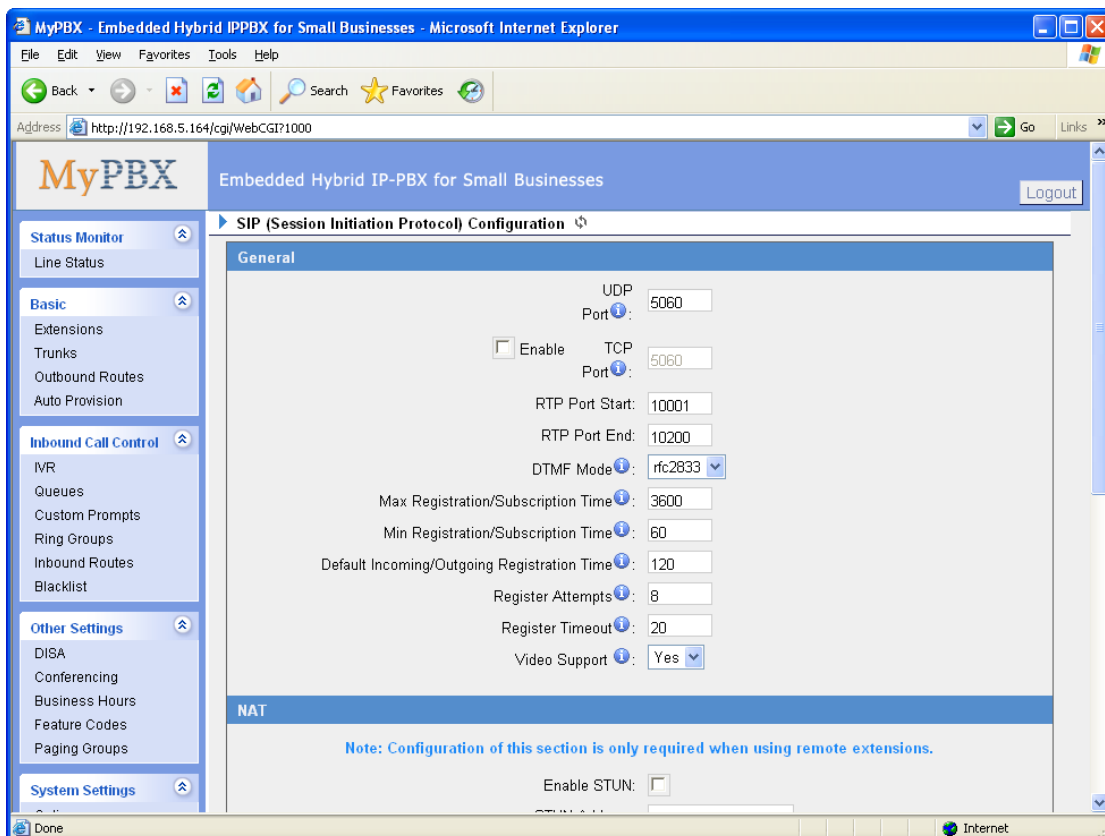 MyPBX - Embedded Hybrid IPPBX for Small Businesses - Microsoft Internet Explorer
File Edit View Favorites Tools Help
Back Search Favorites
Address http://192.168.5.164/cgi/WebCGI?1000 Go Links »
MyPBX
Embedded Hybrid IP-PBX for Small Businesses
Logout
Status Monitor
Line Status
Basic
Extensions
Trunks
Outbound Routes
Auto Provision
Inbound Call Control
IVR
Queues
Custom Prompts
Ring Groups
Inbound Routes
Blacklist
Other Settings
DISA
Conferencing
Business Hours
Feature Codes
Paging Groups
System Settings
SIP (Session Initiation Protocol) Configuration
General
UDP
Port: 5060
Enable TCP
Port: 5060
RTP Port Start: 10001
RTP Port End: 10200
DTMF Mode: rfc2833
Max Registration/Subscription Time: 3600
Min Registration/Subscription Time: 60
Default Incoming/Outgoing Registration Time: 120
Register Attempts: 8
Register Timeout: 20
Video Support : Yes
NAT
Note: Configuration of this section is only required when using remote extensions.
Enable STUN:
Done
Internet